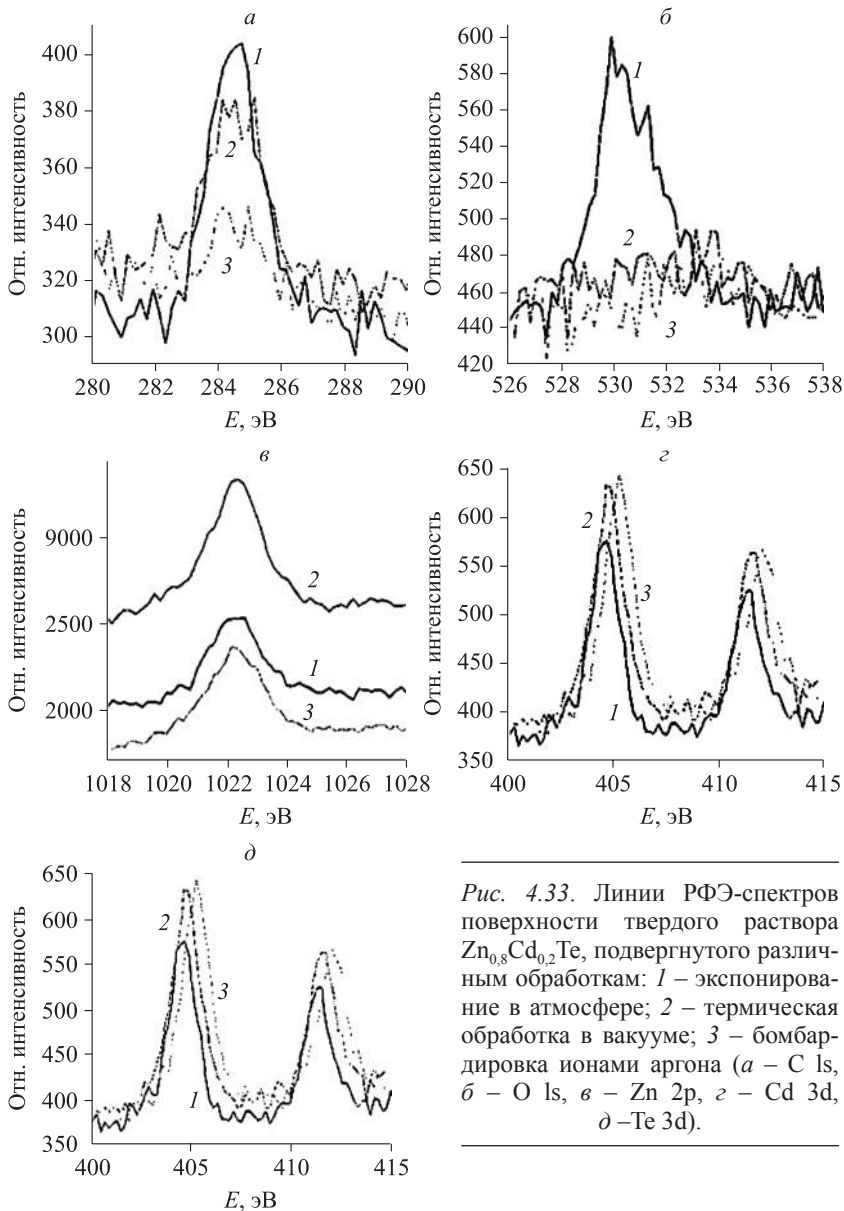 а
Отн. интенсивность
400
380
360
340
320
300
280 282 284 286 288 290
E, эВ
1
2
3
б
Отн. интенсивность
600
580
560
540
500
480
460
440
420
526 528 530 532 534 536 538
E, эВ
1
2
3
в
Отн. интенсивность
9000
2500
2000
1018 1020 1022 1024 1026 1028
E, эВ
2
1
3
г
Отн. интенсивность
650
600
550
500
450
400
350
400 405 410 415
E, эВ
2
3
1
д
Отн. интенсивность
650
600
550
500
450
400
350
400 405 410 415
E, эВ
2
3
1
Рис. 4.33. Линии РФЭ-спектров
поверхности твердого раствора
Zn0,8Cd0,2Te, подвергнутого различ-
ным обработкам: 1 – экспонирова-
ние в атмосфере; 2 – термическая
обработка в вакууме; 3 – бомбар-
дировка ионами аргона (а – C ls,
б – O ls, в – Zn 2p, г – Cd 3d,
д –Te 3d).